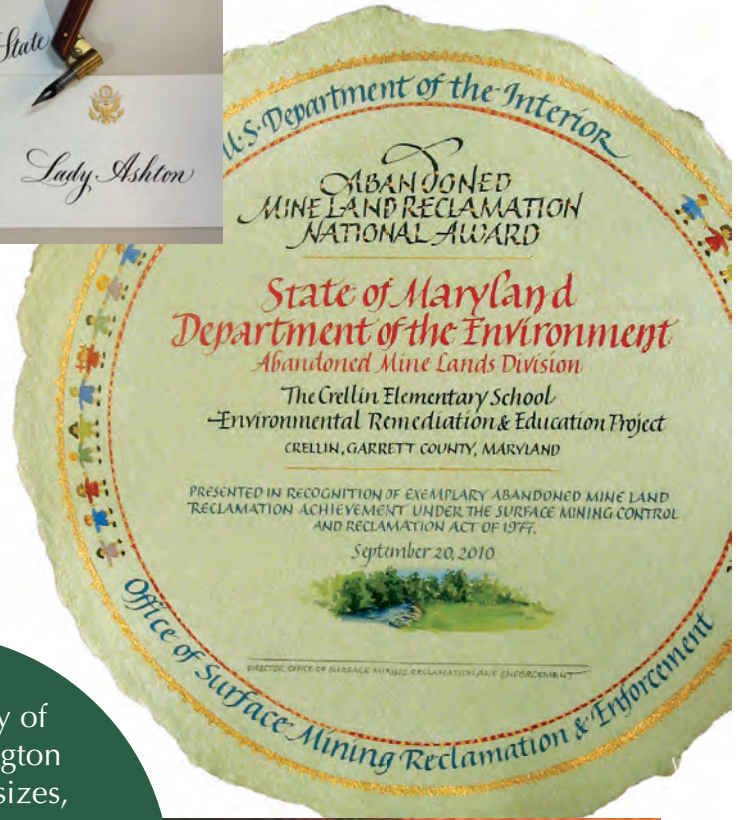 State
Lady Ashton
U.S. Department of the Interior
ABANDONED
MINE LAND RECLAMATION
NATIONAL AWARD
State of Maryland
Department of the Environment
Abandoned Mine Lands Division
The Crellin Elementary School
Environmental Remediation & Education Project
CRELLIN, GARRETT COUNTY, MARYLAND
PRESENTED IN RECOGNITION OF EXEMPLARY ABANDONED MINE LAND
RECLAMATION ACHIEVEMENT UNDER THE SURFACE MINING CONTROL
AND RECLAMATION ACT OF 1977.
September 20, 2010
DIRECTOR, OFFICE OF SURFACE MINING RECLAMATION AND ENFORCEMENT
Office of Surface Mining Reclamation & Enforcement
y of
gton
sizes,